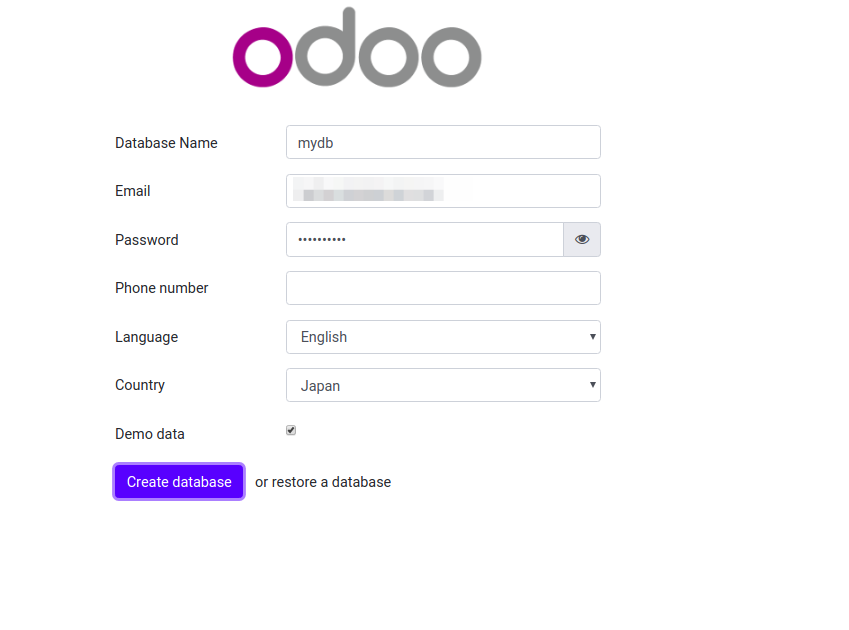 odoo
Database Name mydb
Email
Password ••••••••••
Phone number
Language English
Country Japan
Demo data
Create database or restore a database